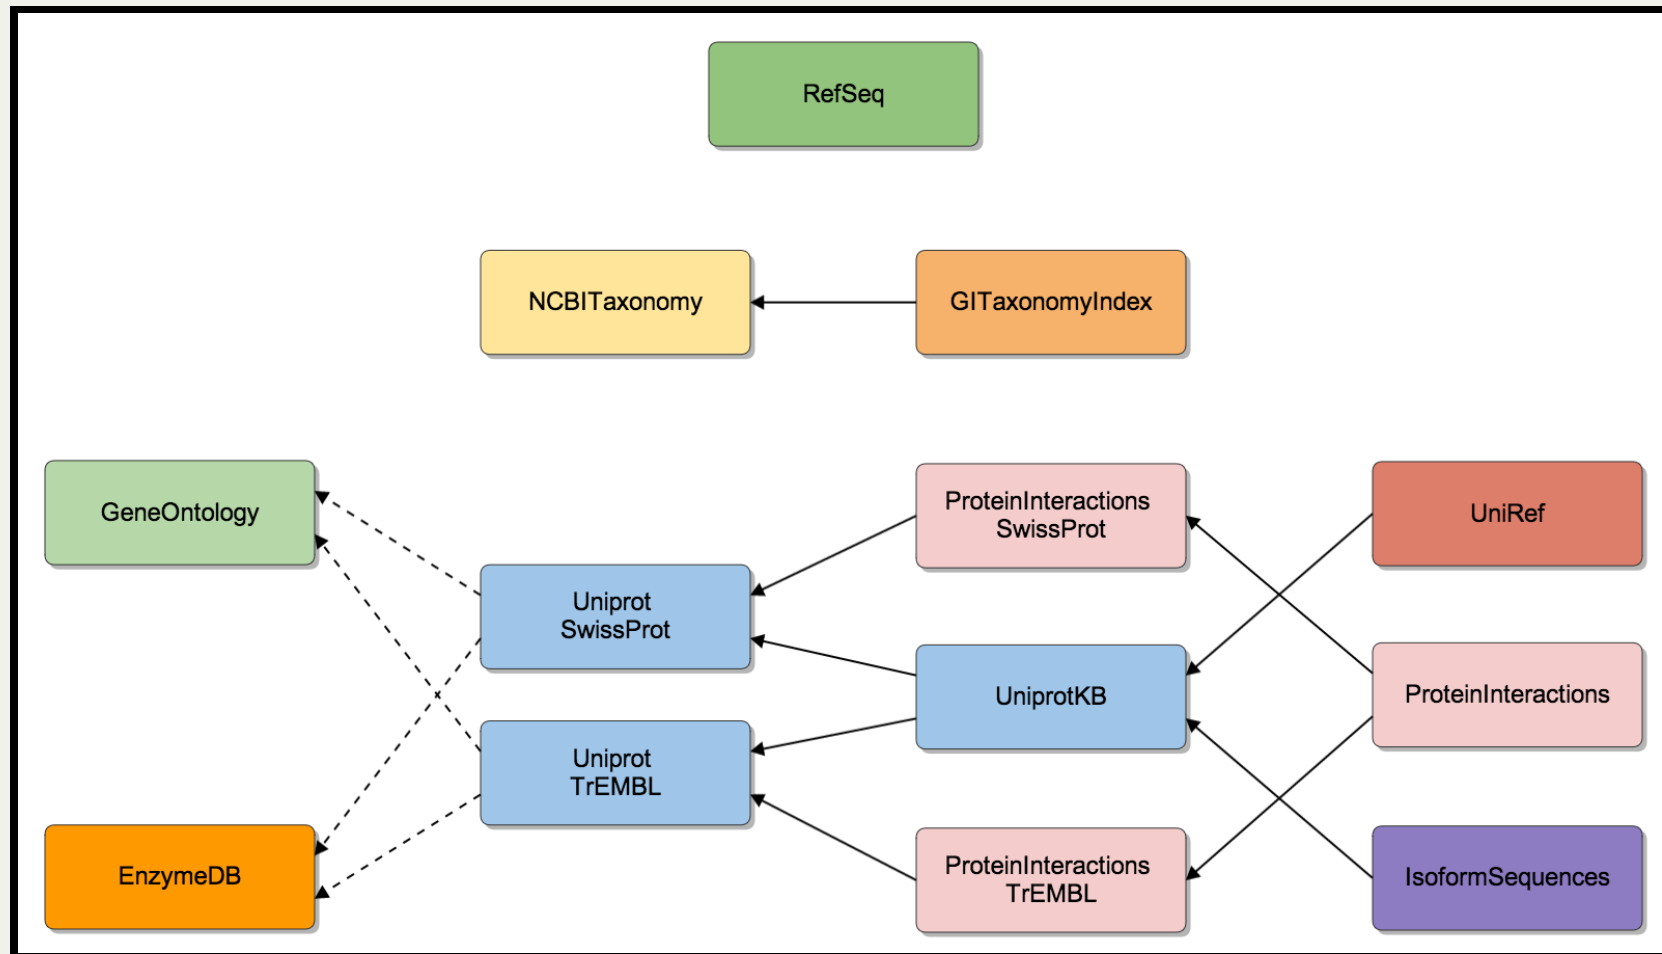 RefSeq
NCBITaxonomy
GITaxonomyIndex
GeneOntology
ProteinInteractions
SwissProt
UniRef
Uniprot
SwissProt
UniprotKB
ProteinInteractions
Uniprot
TrEMBL
EnzymeDB
ProteinInteractions
TrEMBL
IsoformSequences